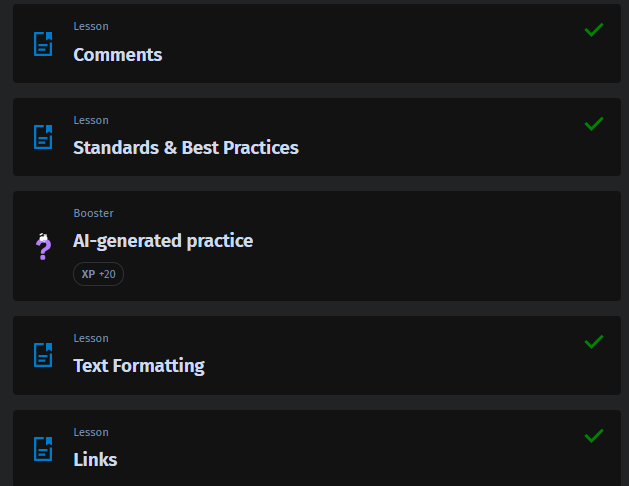 Lesson
Comments
Lesson
Standards & Best Practices
Booster
AI-generated practice
XP +20
Lesson
Text Formatting
Lesson
Links